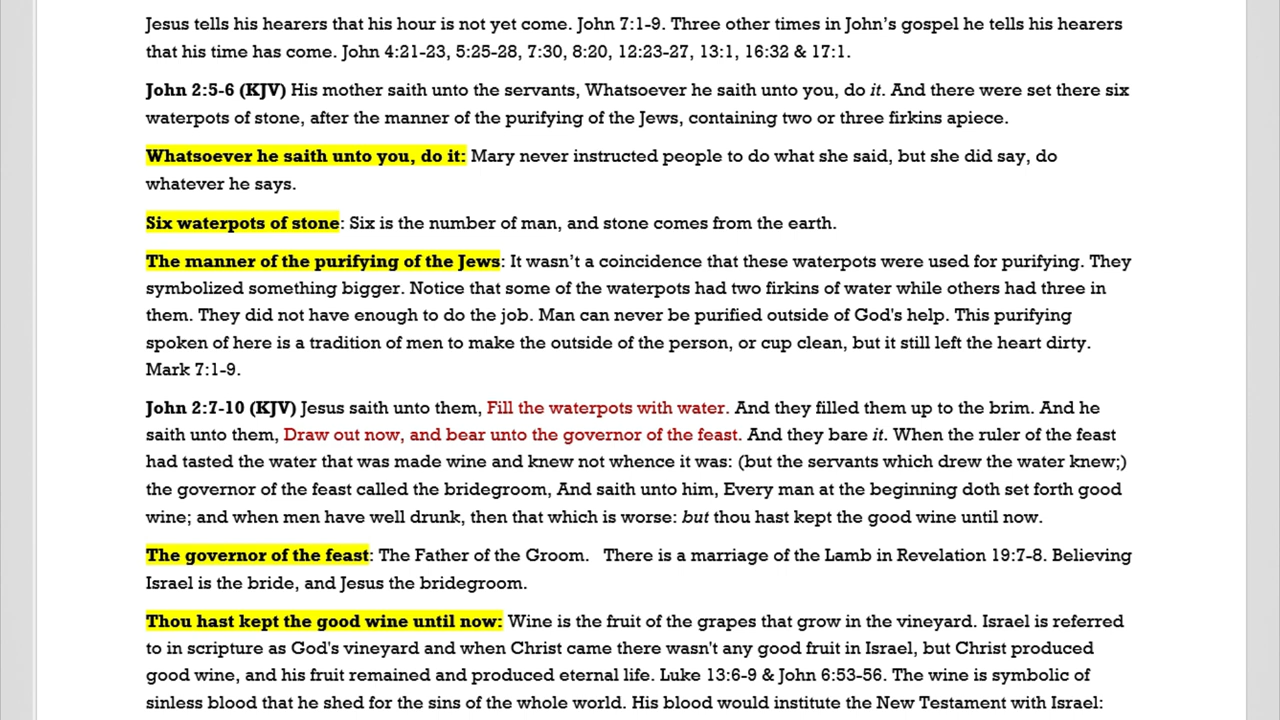 Jesus tells his hearers that his hour is not yet come. John 7:1-9. Three other times in John’s gospel he tells his hearers
that his time has come. John 4:21-23, 5:25-28, 7:30, 8:20, 12:23-27, 13:1, 16:32 & 17:1.
John 2:5-6 (KJV) His mother saith unto the servants, Whatsoever he saith unto you, do it. And there were set there six
waterpots of stone, after the manner of the purifying of the Jews, containing two or three firkins apiece.
Whatsoever he saith unto you, do it: Mary never instructed people to do what she said, but she did say, do
whatever he says.
Six waterpots of stone: Six is the number of man, and stone comes from the earth.
The manner of the purifying of the Jews: It wasn’t a coincidence that these waterpots were used for purifying. They
symbolized something bigger. Notice that some of the waterpots had two firkins of water while others had three in
them. They did not have enough to do the job. Man can never be purified outside of God's help. This purifying
spoken of here is a tradition of men to make the outside of the person, or cup clean, but it still left the heart dirty.
Mark 7:1-9.
John 2:7-10 (KJV) Jesus saith unto them, Fill the waterpots with water. And they filled them up to the brim. And he
saith unto them, Draw out now, and bear unto the governor of the feast. And they bare it. When the ruler of the feast
had tasted the water that was made wine and knew not whence it was: (but the servants which drew the water knew;)
the governor of the feast called the bridegroom, And saith unto him, Every man at the beginning doth set forth good
wine; and when men have well drunk, then that which is worse: but thou hast kept the good wine until now.
The governor of the feast: The Father of the Groom. There is a marriage of the Lamb in Revelation 19:7-8. Believing
Israel is the bride, and Jesus the bridegroom.
Thou hast kept the good wine until now: Wine is the fruit of the grapes that grow in the vineyard. Israel is referred
to in scripture as God's vineyard and when Christ came there wasn't any good fruit in Israel, but Christ produced
good wine, and his fruit remained and produced eternal life. Luke 13:6-9 & John 6:53-56. The wine is symbolic of
sinless blood that he shed for the sins of the whole world. His blood would institute the New Testament with Israel: